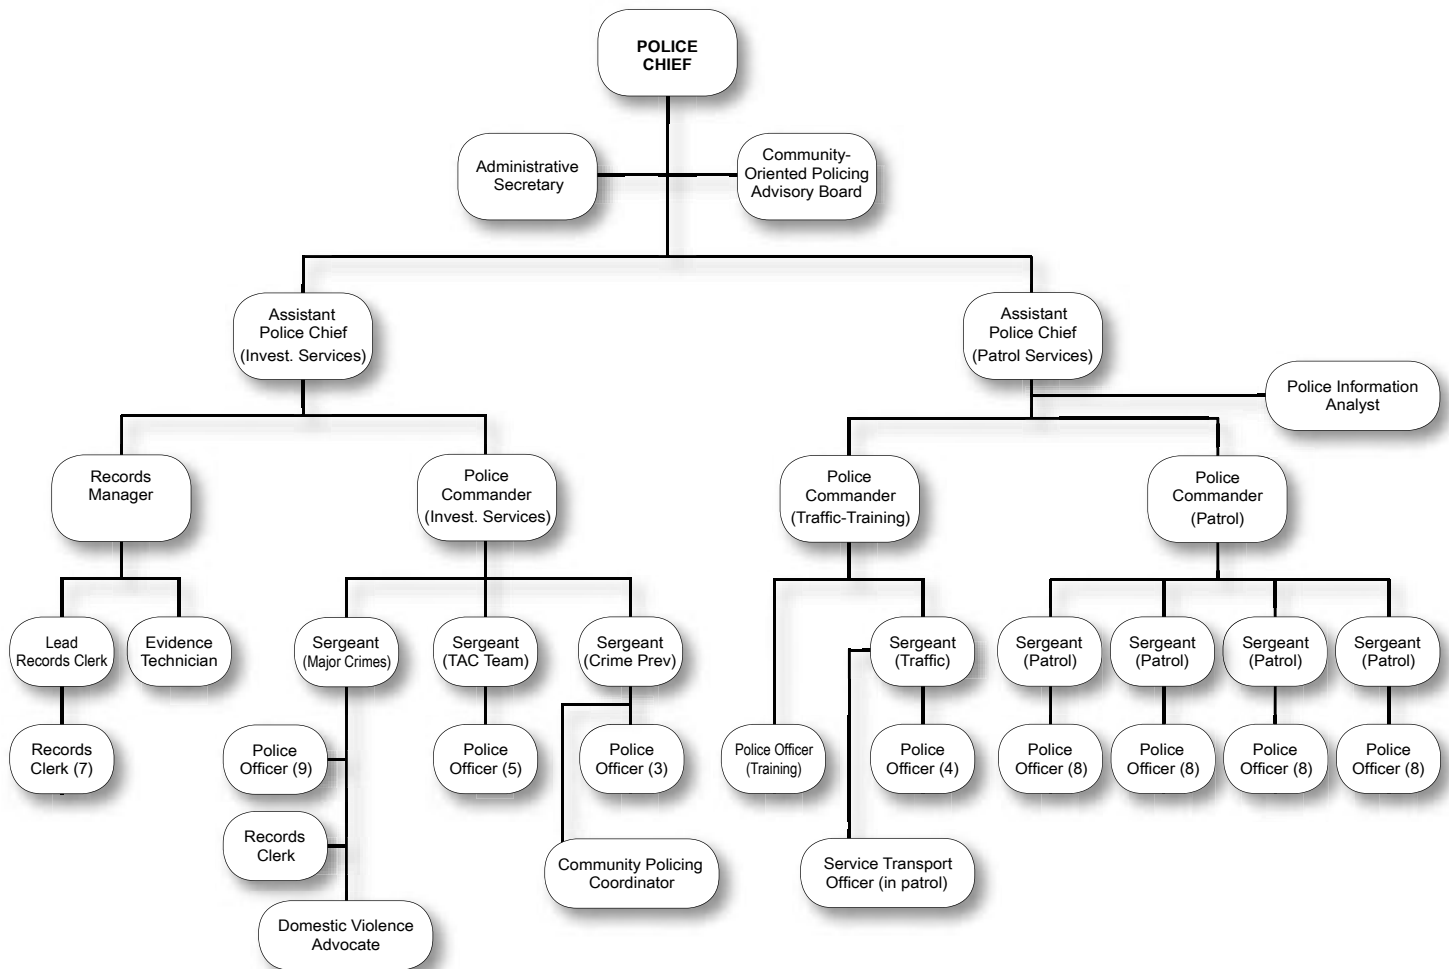 POLICE
CHIEF
Administrative
Secretary
Community-
Oriented Policing
Advisory Board
Assistant
Police Chief
(Invest. Services)
Assistant
Police Chief
(Patrol Services)
Police Information
Analyst
Records
Manager
Police
Commander
(Invest. Services)
Police
Commander
(Traffic-Training)
Police
Commander
(Patrol)
Lead
Records Clerk
Evidence
Technician
Sergeant
(Major Crimes)
Sergeant
(TAC Team)
Sergeant
(Crime Prev)
Sergeant
(Traffic)
Sergeant
(Patrol)
Sergeant
(Patrol)
Sergeant
(Patrol)
Sergeant
(Patrol)
Records
Clerk (7)
Police
Officer (9)
Police
Officer (5)
Police
Officer (3)
Police Officer
(Training)
Police
Officer (4)
Police
Officer (8)
Police
Officer (8)
Police
Officer (8)
Police
Officer (8)
Records
Clerk
Community Policing
Coordinator
Service Transport
Officer (in patrol)
Domestic Violence
Advocate